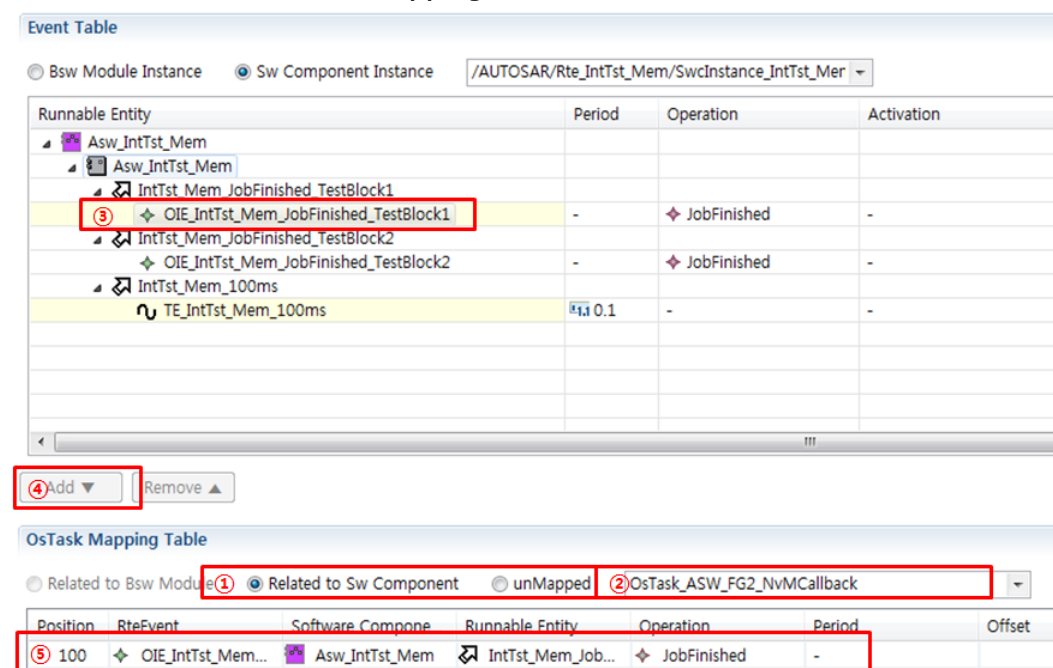 Event Table
Bsw Module Instance Sw Component Instance /AUTOSAR/Rte_IntTst_Mem/SwcInstance_IntTst_Mer
Runnable Entity Period Operation Activation
Asw_IntTst_Mem
Asw_IntTst_Mem
IntTst_Mem_JobFinished_TestBlock1
③ OIE_IntTst_Mem_JobFinished_TestBlock1 - JobFinished -
IntTst_Mem_JobFinished_TestBlock2
OIE_IntTst_Mem_JobFinished_TestBlock2 - JobFinished -
IntTst_Mem_100ms
TE_IntTst_Mem_100ms 0.1 - -
④ Add ▼ Remove ▲
OsTask Mapping Table
Related to Bsw Module ① Related to Sw Component unMapped ② OsTask_ASW_FG2_NvMCallback
Position RteEvent Software Compone Runnable Entity Operation Period Offset
⑤ 100 OIE_IntTst_Mem... Asw_IntTst_Mem IntTst_Mem_Job... JobFinished -